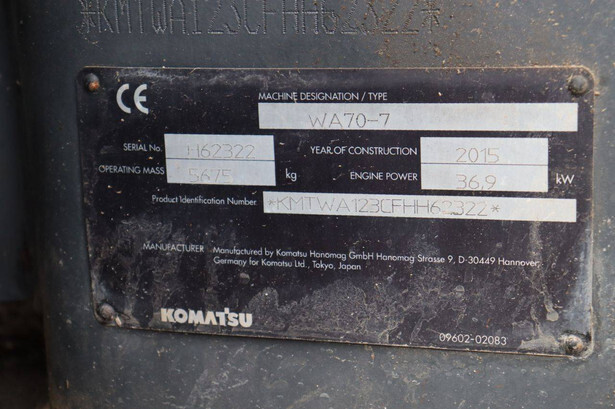 *KMTWA123CFHH62322*
CE
MACHINE DESIGNATION / TYPE
WA70-7
SERIAL No. H62322 YEAR OF CONSTRUCTION 2015
OPERATING MASS 5675 kg ENGINE POWER 36,9 kW
Product Identification Number *KMTWA123CFHH62322*
MANUFACTURER Manufactured by Komatsu Hanomag GmbH Hanomag Strasse 9, D-30449 Hannover,
Germany for Komatsu Ltd., Tokyo, Japan
KOMATSU
09602-02083